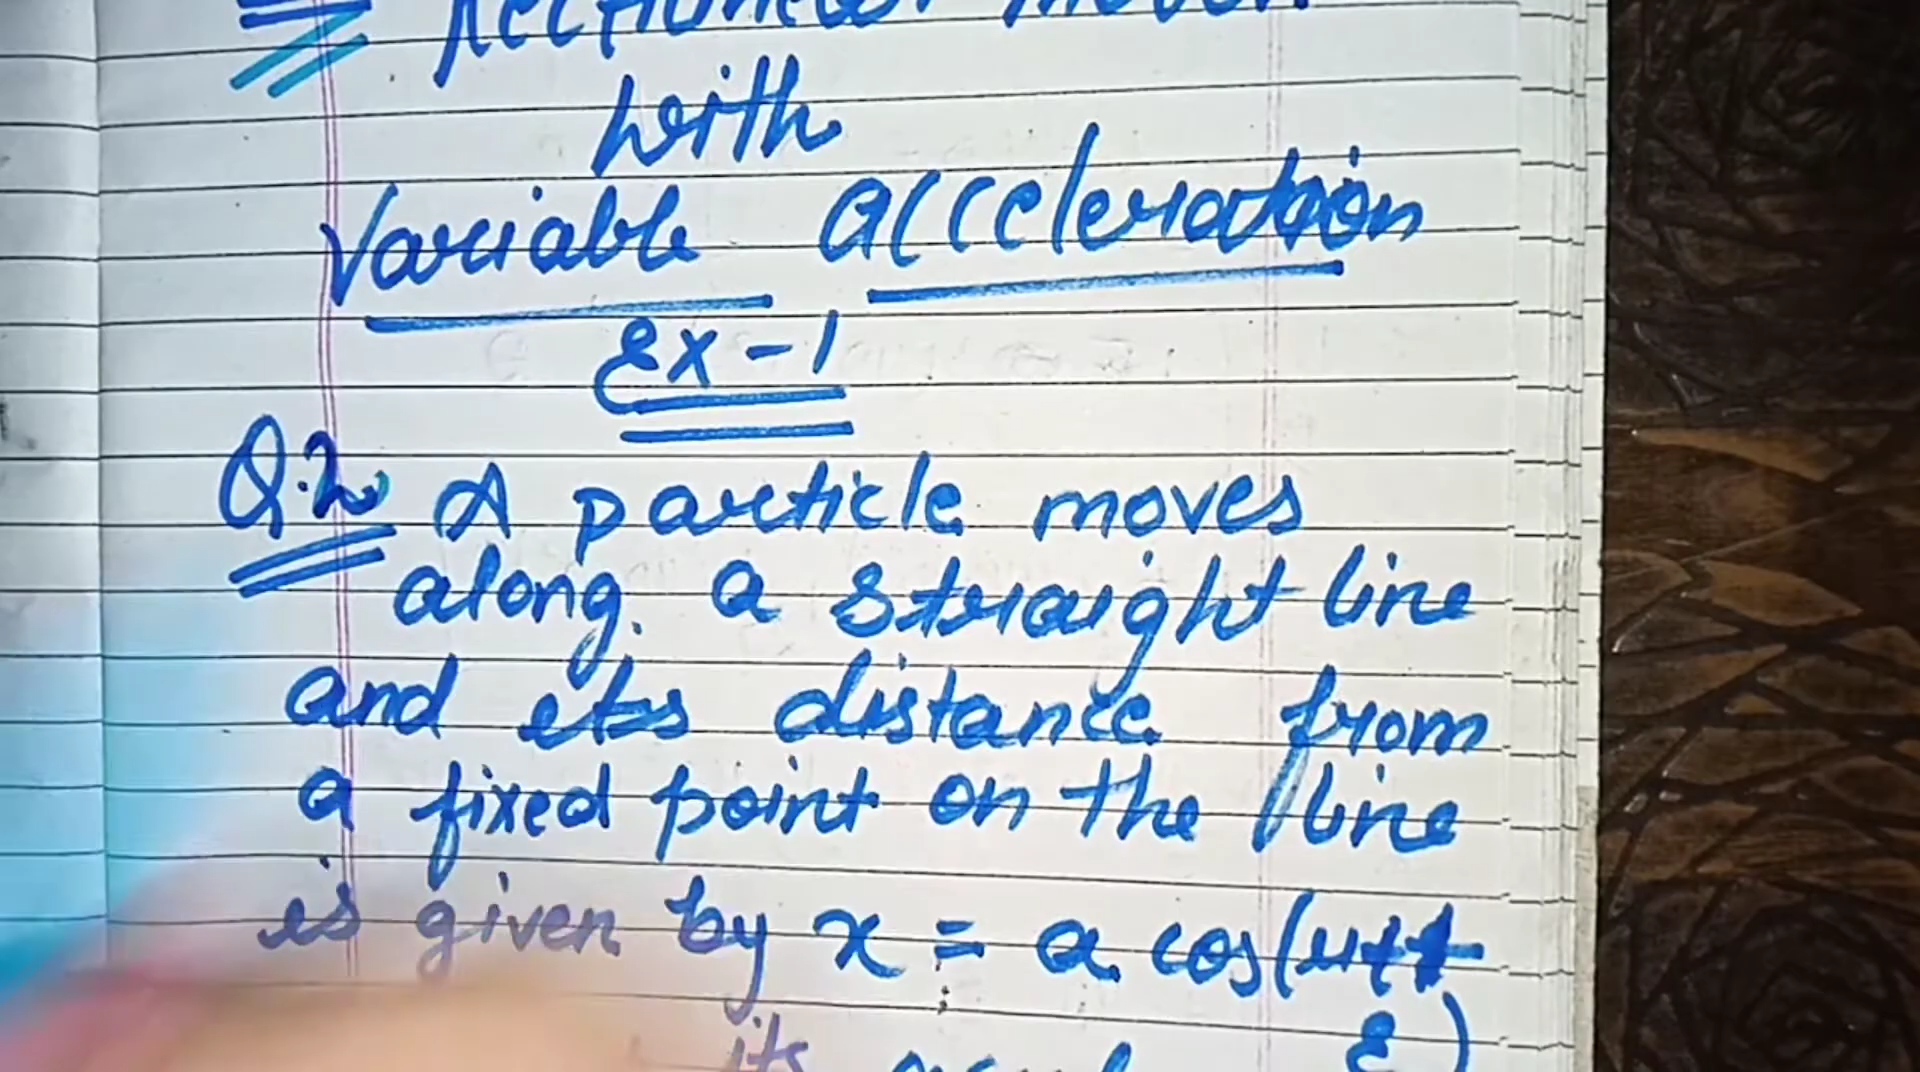 with
Variable acceleration
Ex-1
Q.2 A particle moves
along a straight line
and its distance from
a fixed point on the line
is given by x = a cos(μt+
ε)
its